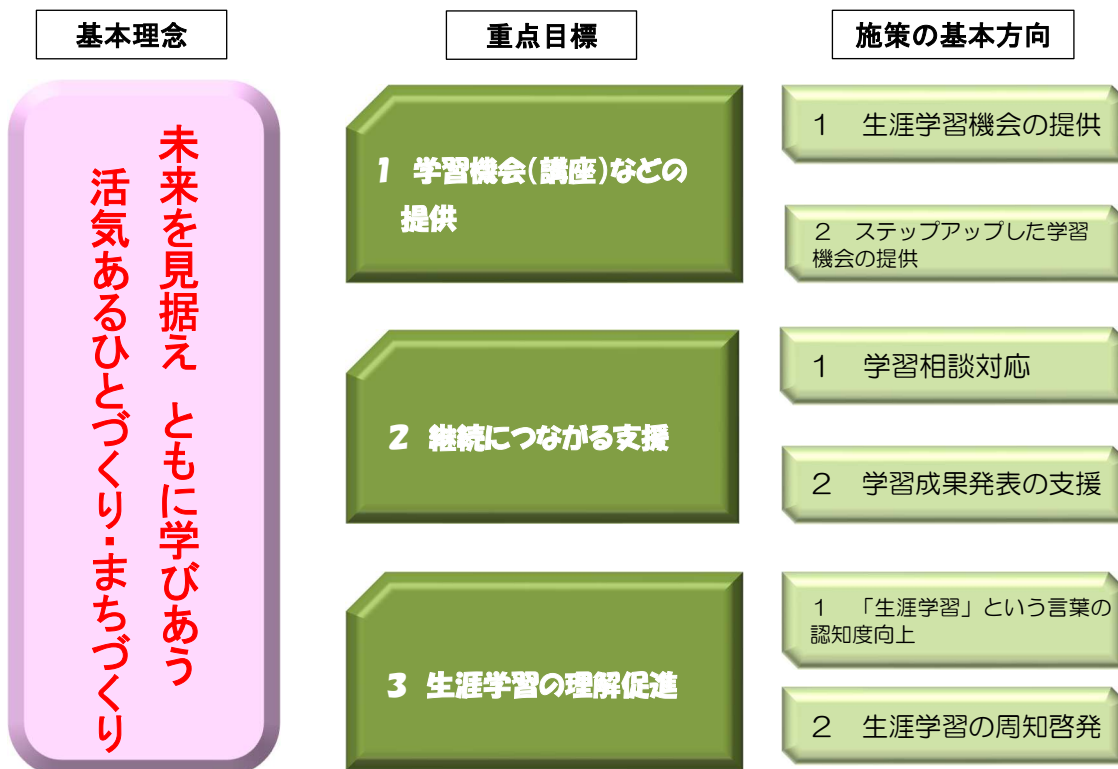 基本理念
重点目標
施策の基本方向
未来を見据え　ともに学びあう
活気あるひとづくり・まちづくり
1　学習機会(講座)などの
提供
1　生涯学習機会の提供
2　ステップアップした学習
機会の提供
2　継続につながる支援
1　学習相談対応
2　学習成果発表の支援
3　生涯学習の理解促進
1　「生涯学習」という言葉の
認知度向上
2　生涯学習の周知啓発